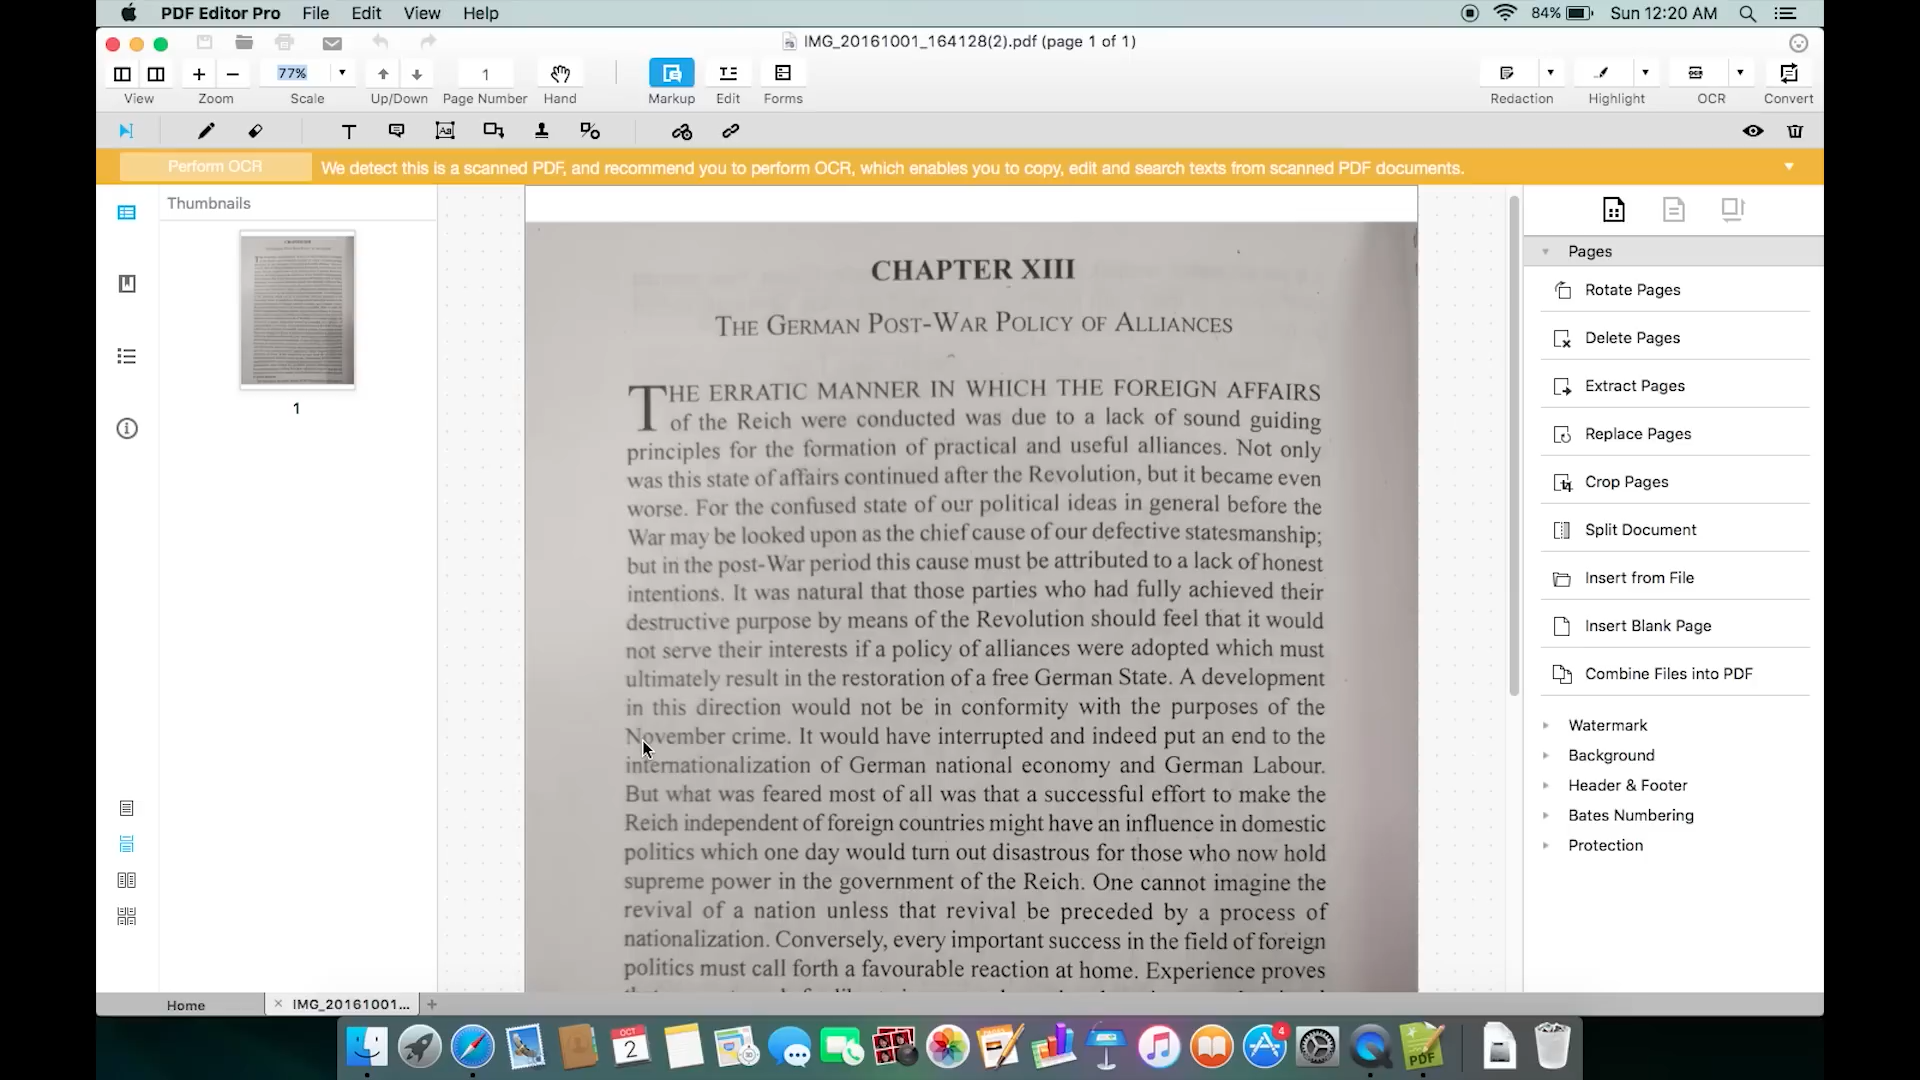 PDF Editor Pro File Edit View Help 84% Sun 12:20 AM
IMG_20161001_164128(2).pdf (page 1 of 1)
77% 1
View Zoom Scale Up/Down Page Number Hand Markup Edit Forms Redaction Highlight OCR Convert
Perform OCR We detect this is a scanned PDF, and recommend you to perform OCR, which enables you to copy, edit and search texts from scanned PDF documents.
Thumbnails
1
CHAPTER XIII
THE GERMAN POST-WAR POLICY OF ALLIANCES
THE ERRATIC MANNER IN WHICH THE FOREIGN AFFAIRS
of the Reich were conducted was due to a lack of sound guiding
principles for the formation of practical and useful alliances. Not only
was this state of affairs continued after the Revolution, but it became even
worse. For the confused state of our political ideas in general before the
War may be looked upon as the chief cause of our defective statesmanship;
but in the post-War period this cause must be attributed to a lack of honest
intentions. It was natural that those parties who had fully achieved their
destructive purpose by means of the Revolution should feel that it would
not serve their interests if a policy of alliances were adopted which must
ultimately result in the restoration of a free German State. A development
in this direction would not be in conformity with the purposes of the
November crime. It would have interrupted and indeed put an end to the
internationalization of German national economy and German Labour.
But what was feared most of all was that a successful effort to make the
Reich independent of foreign countries might have an influence in domestic
politics which one day would turn out disastrous for those who now hold
supreme power in the government of the Reich. One cannot imagine the
revival of a nation unless that revival be preceded by a process of
nationalization. Conversely, every important success in the field of foreign
politics must call forth a favourable reaction at home. Experience proves
Pages
Rotate Pages
Delete Pages
Extract Pages
Replace Pages
Crop Pages
Split Document
Insert from File
Insert Blank Page
Combine Files into PDF
Watermark
Background
Header & Footer
Bates Numbering
Protection
Home IMG_20161001...
OCT
2
4
PDF